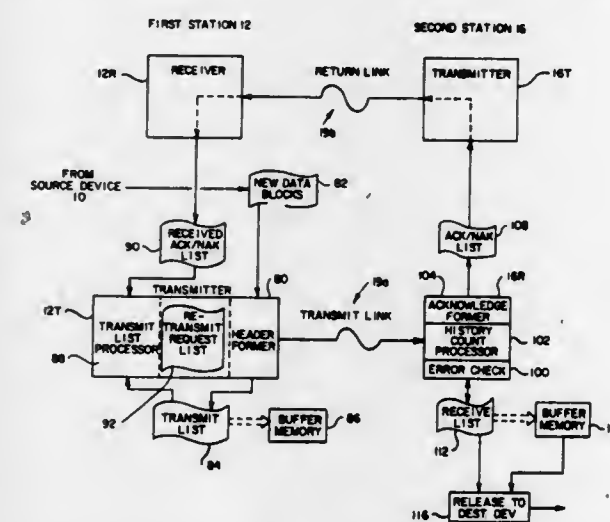 FIRST STATION 12
SECOND STATION 16
12R
RECEIVER
RETURN LINK
19b
TRANSMITTER
16T
FROM
SOURCE DEVICE
10
NEW DATA
BLOCKS
82
90
RECEIVED
ACK/NAK
LIST
ACK/NAK
LIST
108
80
TRANSMITTER
12T
TRANSMIT
LIST
PROCESSOR
88
RE-
TRANSMIT
REQUEST
LIST
HEADER
FORMER
19a
TRANSMIT LINK
104
16R
ACKNOWLEDGE
FORMER
HISTORY
COUNT
PROCESSOR
102
ERROR CHECK
100
92
TRANSMIT
LIST
84
BUFFER
MEMORY
86
RECEIVE
LIST
112
BUFFER
MEMORY
116
RELEASE TO
DEST DEV